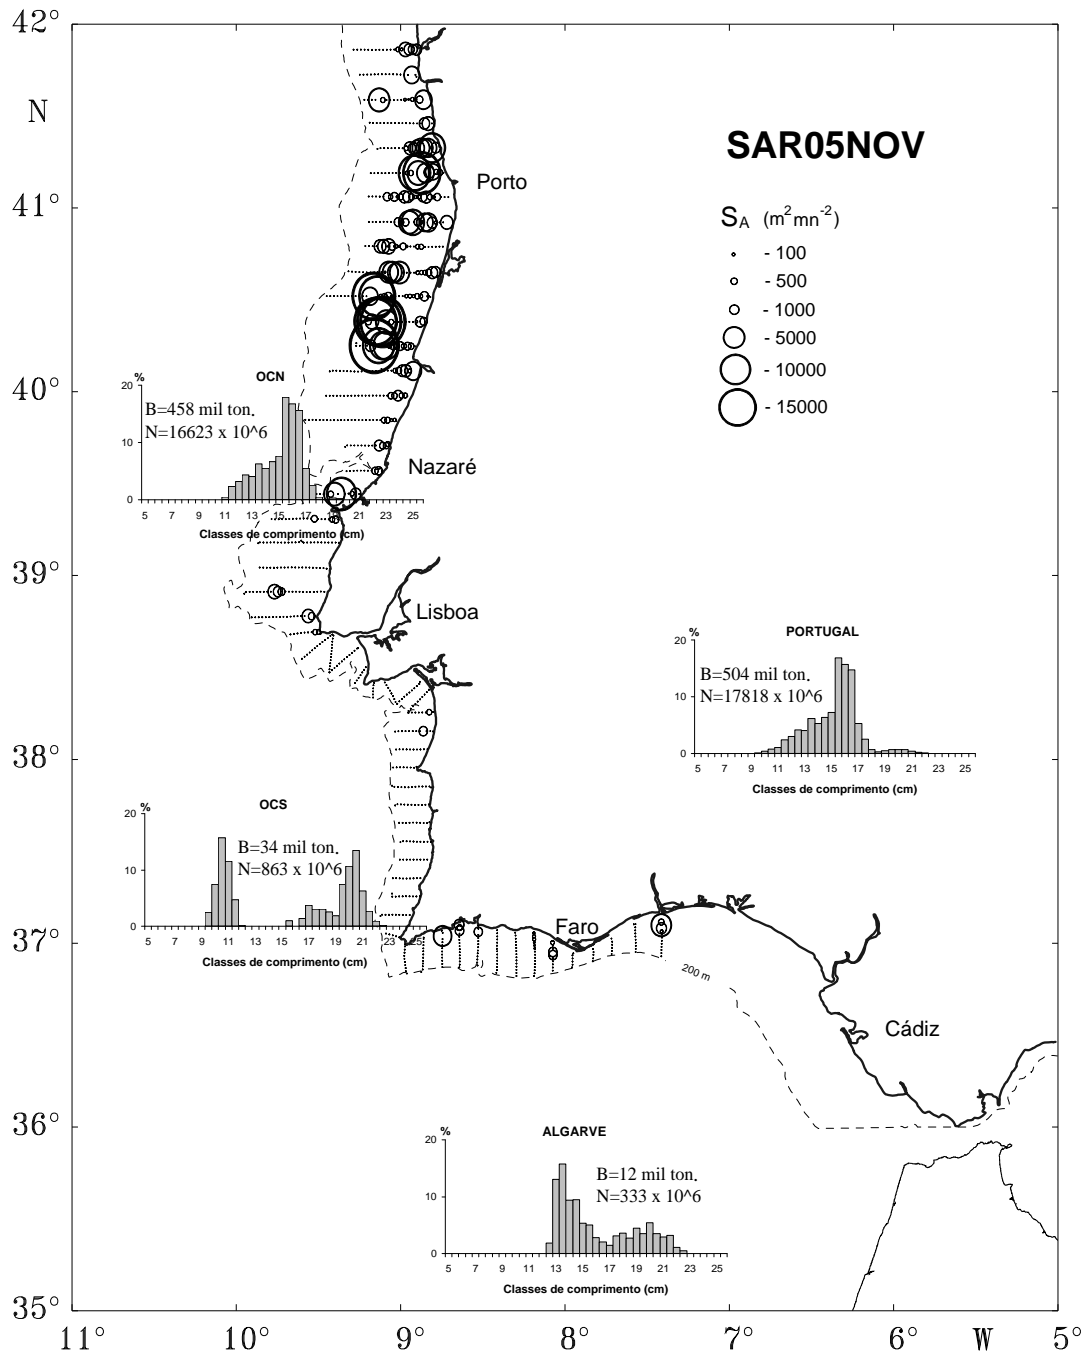 42°
N
41°
40°
39°
38°
37°
36°
35°
11°
10°
9°
8°
7°
6°
W
5°
SAR05NOV
SA (m2mn-2)
- 100
- 500
- 1000
- 5000
- 10000
- 15000
Porto
Nazaré
Lisboa
Faro
Cádiz
200 m
OCN
%
20
10
0
B=458 mil ton.
N=16623 x 10^6
5 7 9 11 13 15 17 19 21 23 25
Classes de comprimento (cm)
PORTUGAL
%
20
10
0
B=504 mil ton.
N=17818 x 10^6
5 7 9 11 13 15 17 19 21 23 25
Classes de comprimento (cm)
OCS
%
20
10
0
B=34 mil ton.
N=863 x 10^6
5 7 9 11 13 15 17 19 21 23 25
Classes de comprimento (cm)
ALGARVE
%
20
10
0
B=12 mil ton.
N=333 x 10^6
5 7 9 11 13 15 17 19 21 23 25
Classes de comprimento (cm)